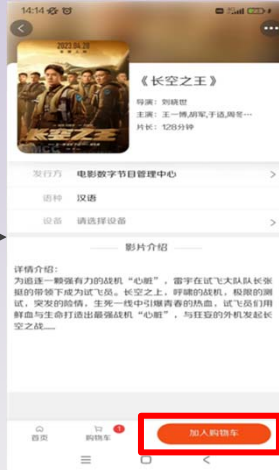 14:14
2023.04.28
长空之王
《长空之王》
导演：刘晓世
主演：王一博,胡军,于适,周冬…
片长：128分钟
发行方 电影数字节目管理中心 >
语种 汉语
设备 请选择设备 >
影片介绍
详情介绍：
为追逐一颗强有力的战机“心脏”，雷宇在试飞大队队长张
挺的带领下成为试飞员。长空之上，呼啸的战机，极限的测
试，突发的险情，生死一线中引爆青春的热血，试飞员们用
鲜血与生命打造出最强战机“心脏”，与狂妄的外机发起长
空之战……
首页
购物车
加入购物车